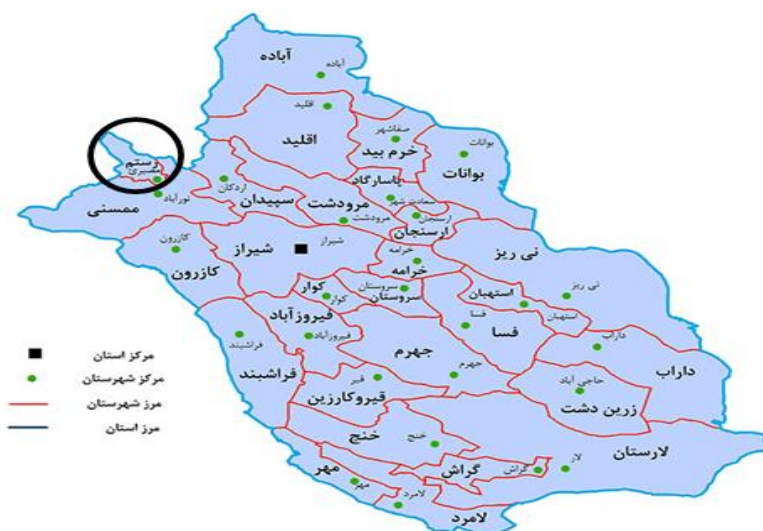 آباده
آباده
اقلید
اقلید
صفاشهر
خرم بید
بوانات
بوانات
رستم
مصیری
نورآباد
ممسنی
اردکان
سپیدان
پاسارگاد
سعادت شهر
مرودشت
مرودشت
ارسنجان
ارسنجان
کازرون
کازرون
شیراز
شیراز
خرامه
خرامه
نی ریز
نی ریز
کوار
کوار
سروستان
سروستان
استهبان
استهبان
فسا
فسا
فیروزآباد
فیروزآباد
فراشبند
فراشبند
جهرم
جهرم
داراب
داراب
حاجی آباد
زرین دشت
قیر
قیروکارزین
خنج
خنج
لارستان
لار
گراش
گراش
مهر
مهر
لامرد
لامرد
مرکز استان
مرکز شهرستان
مرز شهرستان
مرز استان